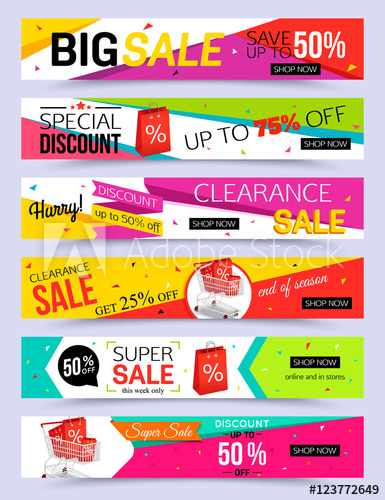 BIG SALE
SAVE
UP TO 50%
SHOP NOW
SPECIAL
DISCOUNT
%
UP TO 75% OFF
SHOP NOW
Hurry!
DISCOUNT
up to 50% off
CLEARANCE
SALE
SHOP NOW
Adobe Stock
CLEARANCE
SALE
GET 25% OFF
%
end of season
SHOP NOW
50%
OFF
SUPER
SALE
this week only
%
SHOP NOW
online and in stores
%
Super Sale
DISCOUNT
UP TO
50%
OFF
SHOP NOW
#123772649